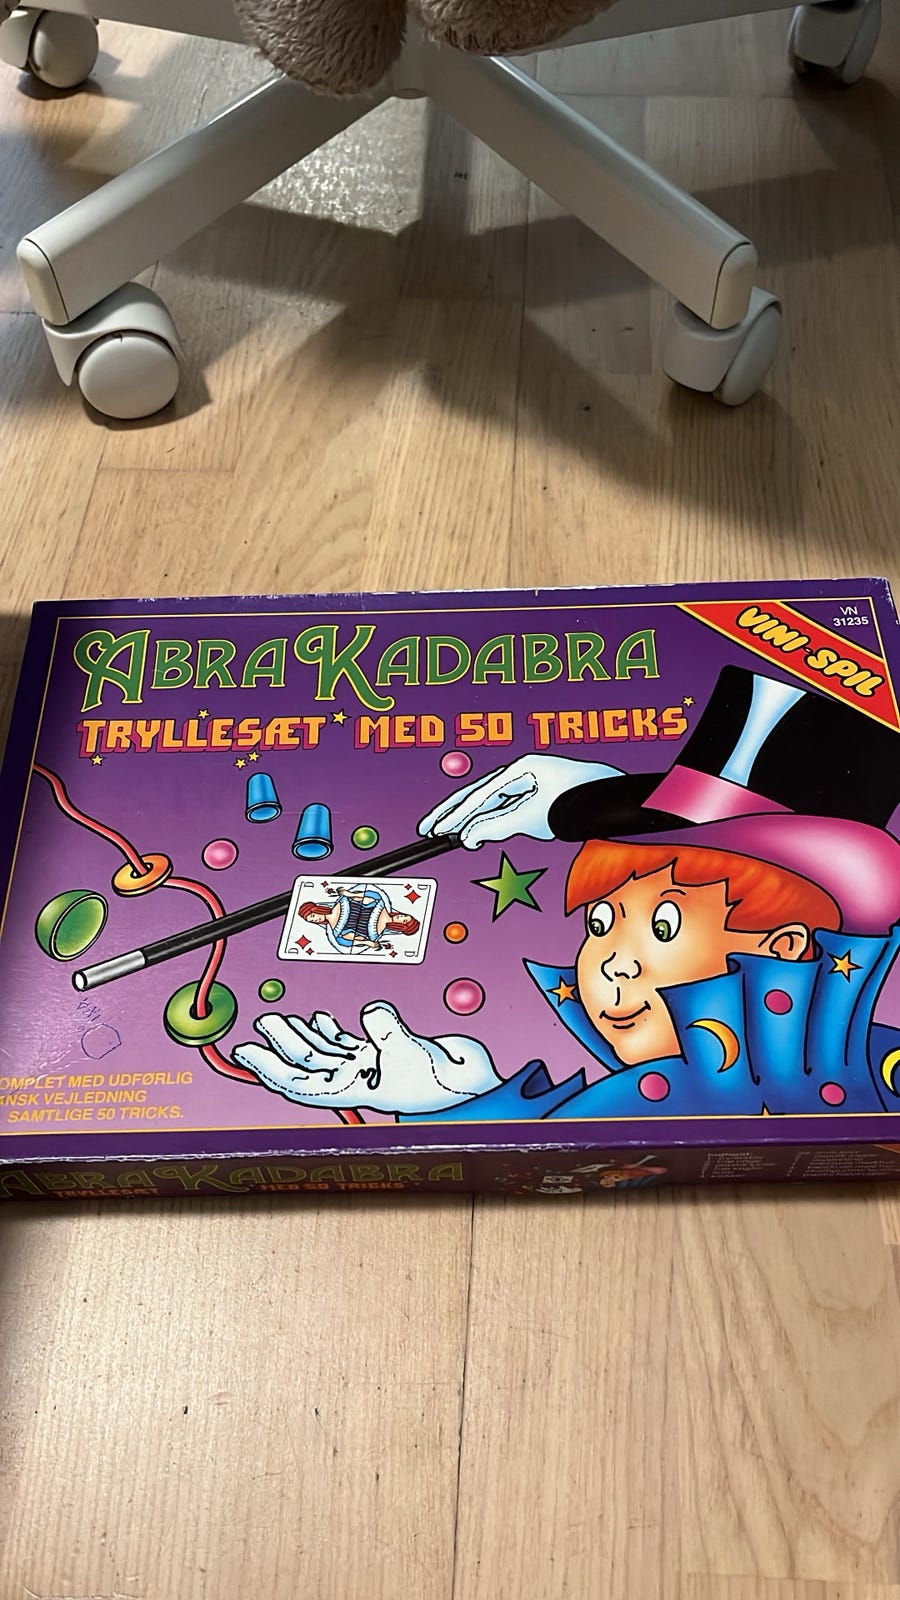 ABRAKADABRA
TRYLLESÆT MED 50 TRICKS
VINI-SPIL
VN
31235
D
D
OMPLET MED UDFØRLIG
ANSK VEJLEDNING
SAMTLIGE 50 TRICKS.
ABRAKADABRA
TRYLLESÆT MED 50 TRICKS